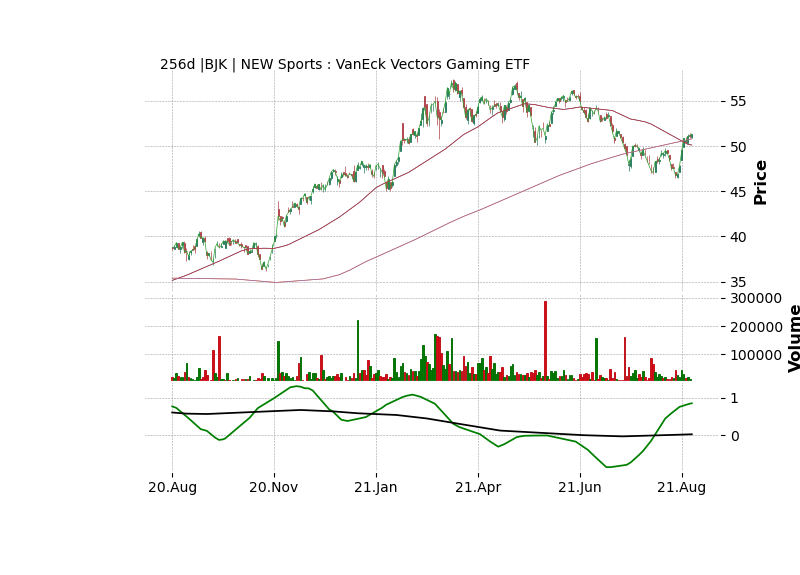 256d |BJK | NEW Sports : VanEck Vectors Gaming ETF
55
50
45
40
35
Price
300000
200000
100000
Volume
1
0
20.Aug 20.Nov 21.Jan 21.Apr 21.Jun 21.Aug